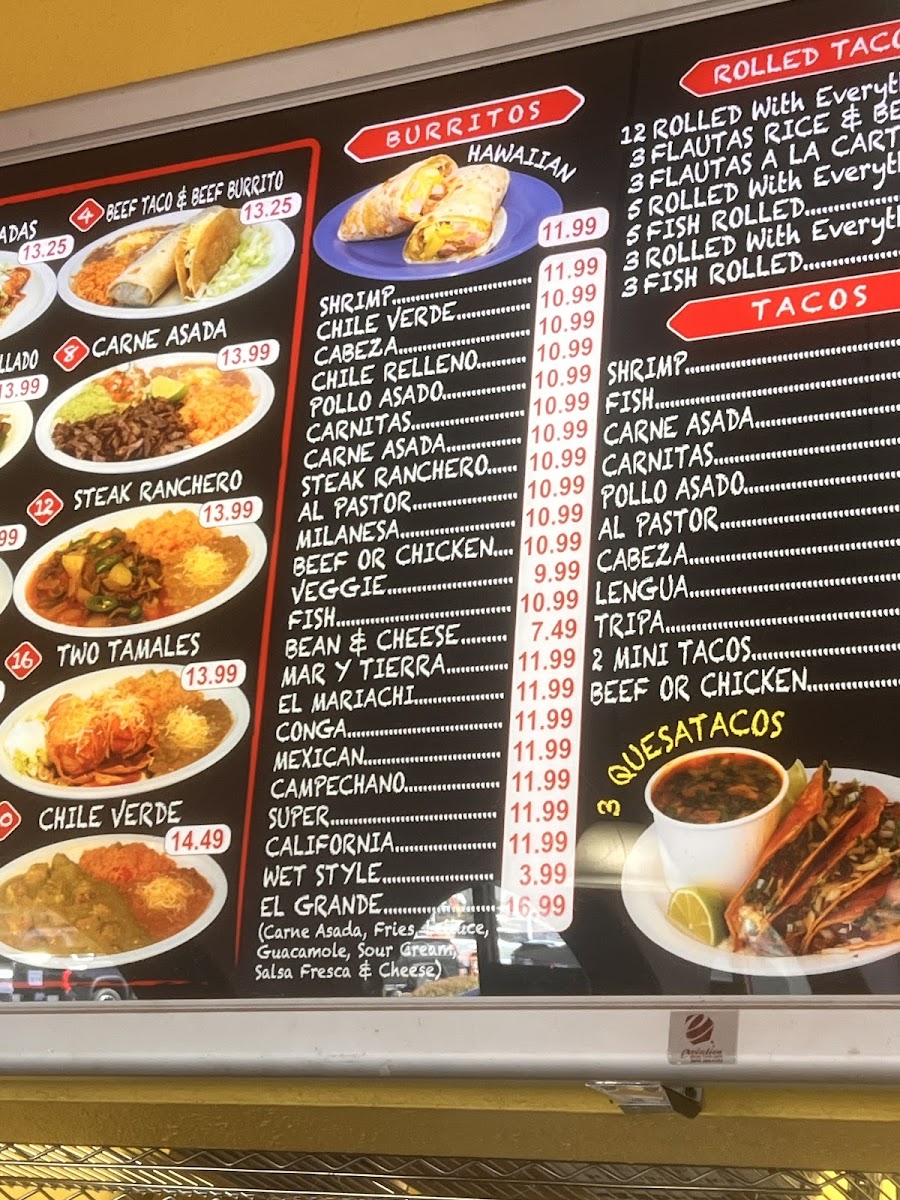 ADAS
13.25
4 BEEF TACO & BEEF BURRITO
13.25
LLADO
13.99
8 CARNE ASADA
13.99
99
12 STEAK RANCHERO
13.99
16 TWO TAMALES
13.99
0 CHILE VERDE
14.49
BURRITOS
HAWAIIAN
11.99
SHRIMP 11.99
CHILE VERDE 10.99
CABEZA 10.99
CHILE RELLENO 10.99
POLLO ASADO 10.99
CARNITAS 10.99
CARNE ASADA 10.99
STEAK RANCHERO 10.99
AL PASTOR 10.99
MILANESA 10.99
BEEF OR CHICKEN 10.99
VEGGIE 9.99
FISH 10.99
BEAN & CHEESE 7.49
MAR Y TIERRA 11.99
EL MARIACHI 11.99
CONGA 11.99
MEXICAN 11.99
CAMPECHANO 11.99
SUPER 11.99
CALIFORNIA 11.99
WET STYLE 3.99
EL GRANDE 16.99
(Carne Asada, Fries, Lettuce,
Guacamole, Sour Cream,
Salsa Fresca & Cheese)
ROLLED TACO
12 ROLLED With Everyth
3 FLAUTAS RICE & BE
3 FLAUTAS A LA CART
5 ROLLED With Everyth
5 FISH ROLLED
3 ROLLED With Everyth
3 FISH ROLLED
TACOS
SHRIMP
FISH
CARNE ASADA
CARNITAS
POLLO ASADO
AL PASTOR
CABEZA
LENGUA
TRIPA
2 MINI TACOS
BEEF OR CHICKEN
3 QUESATACOS